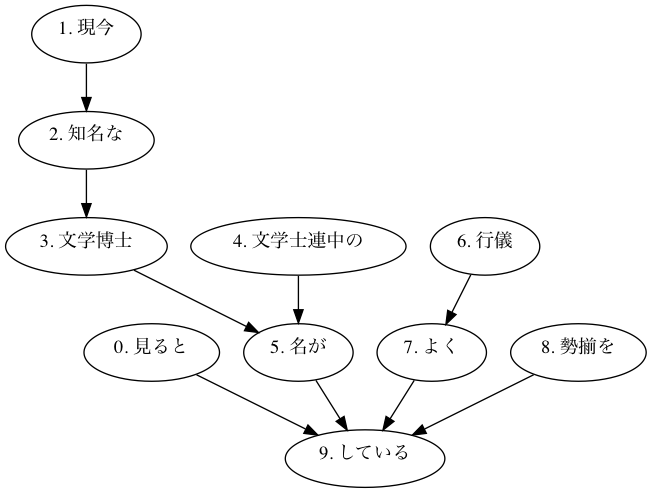 1. 現今
2. 知名な
3. 文学博士
4. 文学士連中の
6. 行儀
0. 見ると
5. 名が
7. よく
8. 勢揃を
9. している